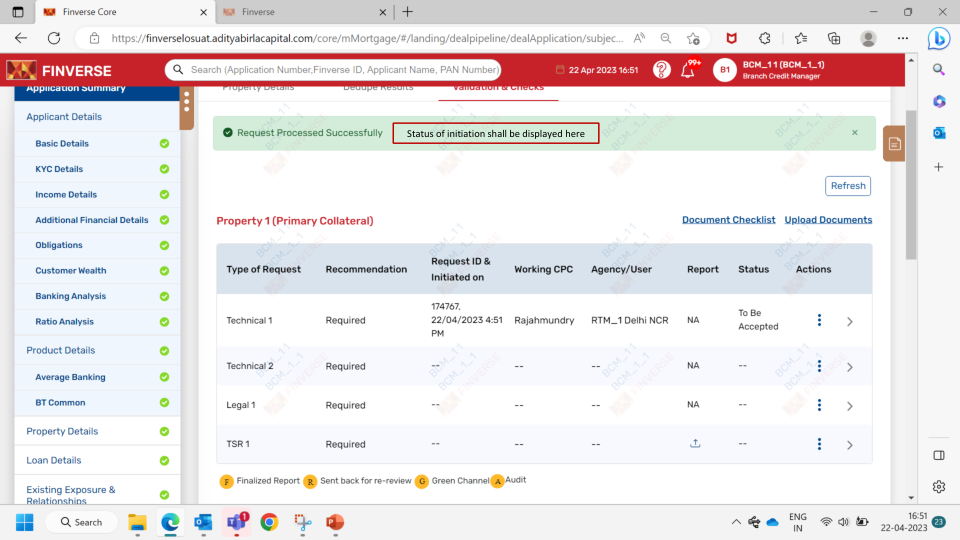 Finverse Core
Finverse
https://finverselosuat.adityabirlacapital.com/core/mMortgage/#/landing/dealpipeline/dealApplication/subjec...
FINVERSE
Search (Application Number,Finverse ID, Applicant Name, PAN Number)
22 Apr 2023 16:51
99+
B1
BCM_11 (BCM_1_1)
Branch Credit Manager
Application Summary
Property Details
Dedupe Results
Validation & Checks
Applicant Details
Basic Details
KYC Details
Income Details
Additional Financial Details
Obligations
Customer Wealth
Banking Analysis
Ratio Analysis
Product Details
Average Banking
BT Common
Property Details
Loan Details
Existing Exposure &
Relationships
Request Processed Successfully
Status of initiation shall be displayed here
Refresh
Property 1 (Primary Collateral)
Document Checklist
Upload Documents
Type of Request Recommendation Request ID & Initiated on Working CPC Agency/User Report Status Actions
Technical 1 Required 174767, 22/04/2023 4:51 PM Rajahmundry RTM_1 Delhi NCR NA To Be Accepted
Technical 2 Required -- -- -- NA --
Legal 1 Required -- -- -- NA --
TSR 1 Required -- -- -- --
F Finalized Report R Sent back for re-review G Green Channel A Audit
BCM_11
BCM_1_1
FINVERSE
Search
1
ENG
IN
16:51
22-04-2023
23